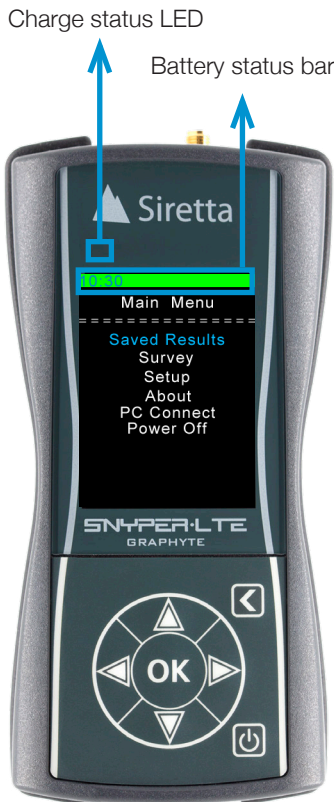 Charge status LED
Battery status bar
Siretta
10:30
Main Menu
====================
Saved Results
Survey
Setup
About
PC Connect
Power Off
SNYPER·LTE
GRAPHYTE
OK